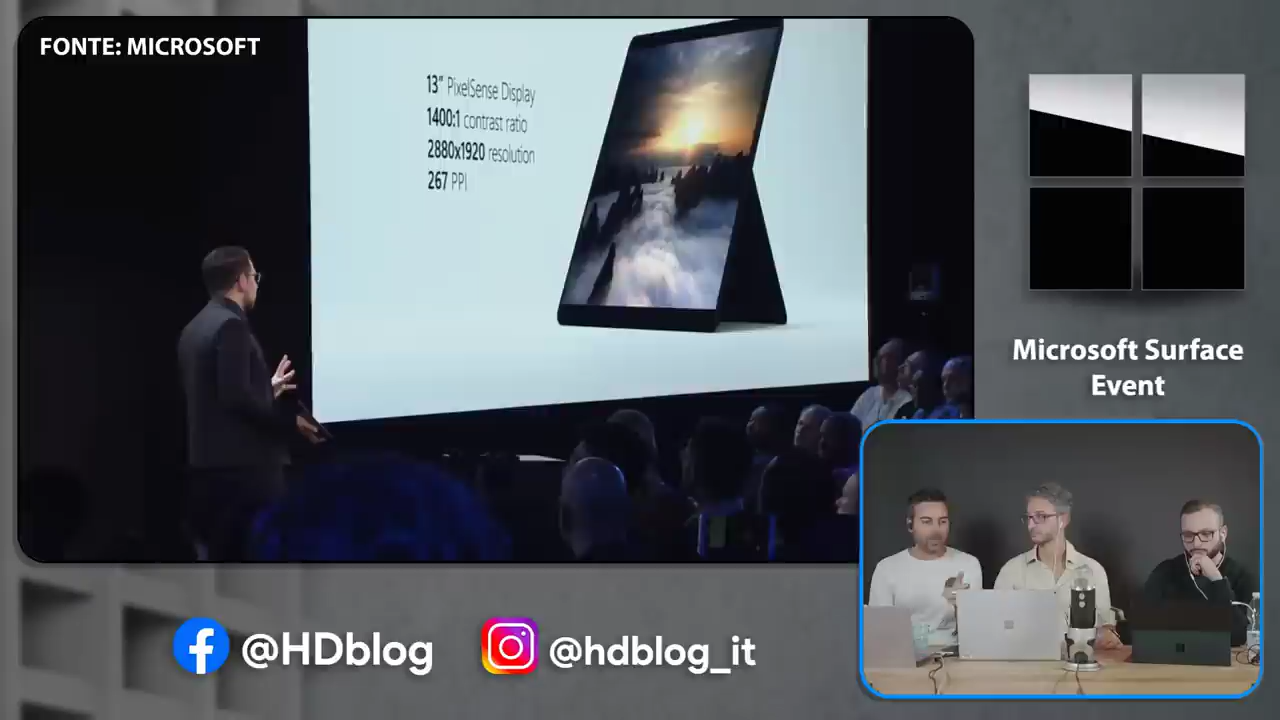 FONTE: MICROSOFT
13" PixelSense Display
1400:1 contrast ratio
2880x1920 resolution
267 PPI
Microsoft Surface
Event
@HDblog
@hdblog_it